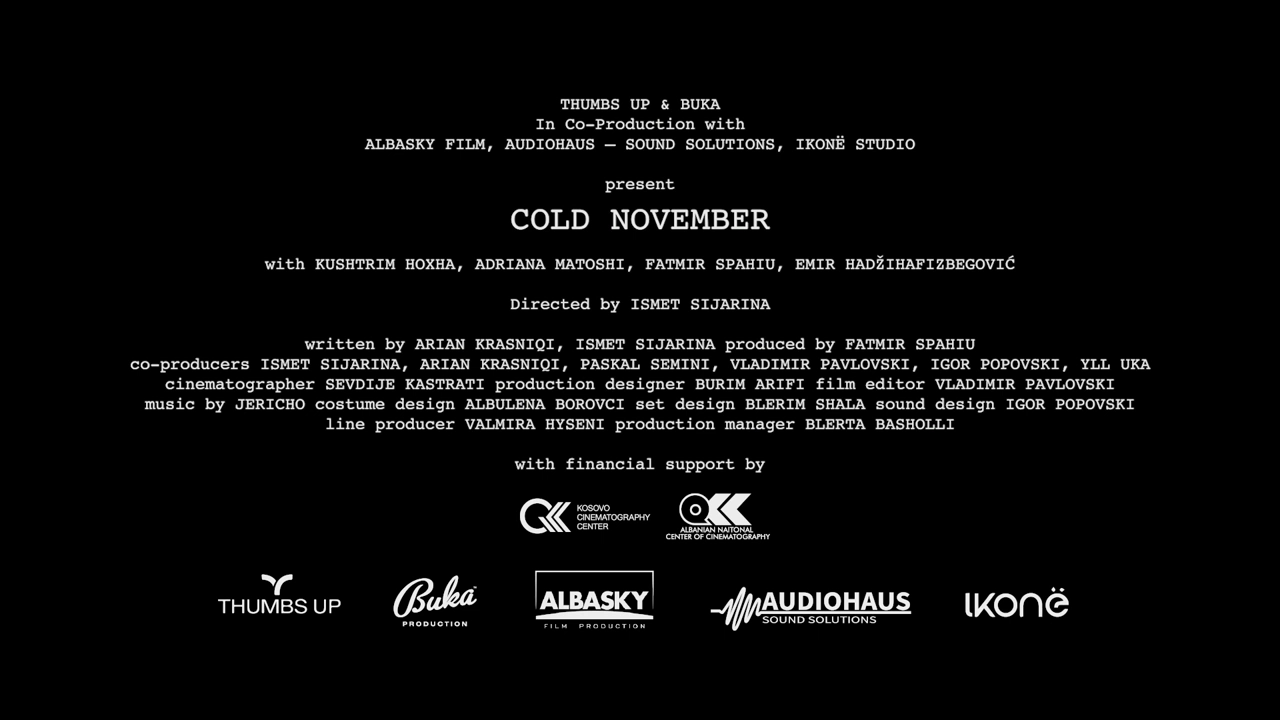 THUMBS UP & BUKA
In Co-Production with
ALBASKY FILM, AUDIOHAUS – SOUND SOLUTIONS, IKONË STUDIO
present
COLD NOVEMBER
with KUSHTRIM HOXHA, ADRIANA MATOSHI, FATMIR SPAHIU, EMIR HADŽIHAFIZBEGOVIĆ
Directed by ISMET SIJARINA
written by ARIAN KRASNIQI, ISMET SIJARINA produced by FATMIR SPAHIU
co-producers ISMET SIJARINA, ARIAN KRASNIQI, PASKAL SEMINI, VLADIMIR PAVLOVSKI, IGOR POPOVSKI, YLL UKA
cinematographer SEVDIJE KASTRATI production designer BURIM ARIFI film editor VLADIMIR PAVLOVSKI
music by JERICHO costume design ALBULENA BOROVCI set design BLERIM SHALA sound design IGOR POPOVSKI
line producer VALMIRA HYSENI production manager BLERTA BASHOLLI
with financial support by
KOSOVO
CINEMATOGRAPHY
CENTER
ALBANIAN NAITONAL
CENTER OF CINEMATOGRAPHY
THUMBS UP
Buka
PRODUCTION
ALBASKY
FILM PRODUCTION
AUDIOHAUS
SOUND SOLUTIONS
IKONË